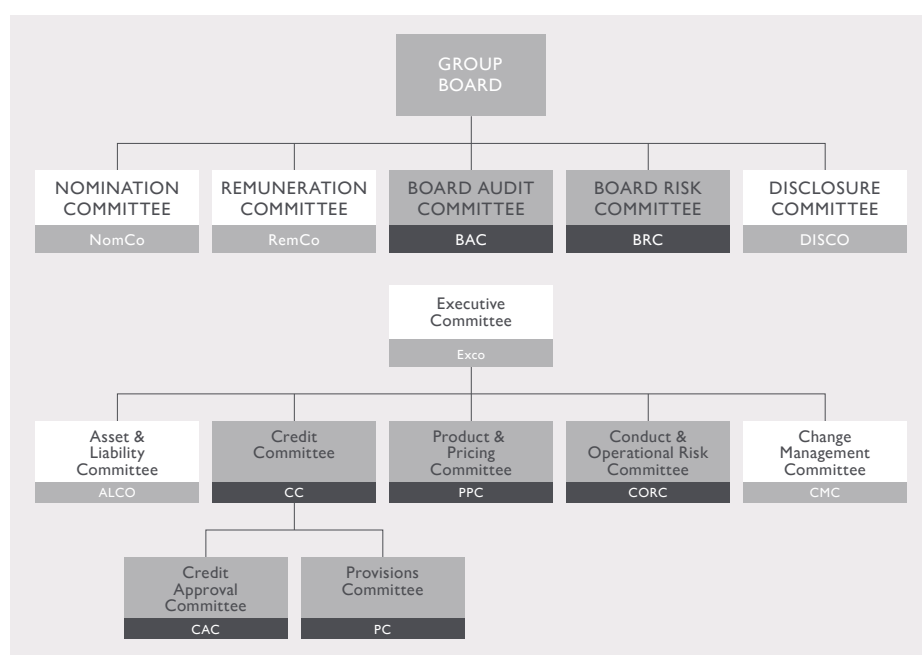 GROUP
BOARD
NOMINATION
COMMITTEE
NomCo
REMUNERATION
COMMITTEE
RemCo
BOARD AUDIT
COMMITTEE
BAC
BOARD RISK
COMMITTEE
BRC
DISCLOSURE
COMMITTEE
DISCO
Executive
Committee
Exco
Asset &
Liability
Committee
ALCO
Credit
Committee
CC
Product &
Pricing
Committee
PPC
Conduct &
Operational Risk
Committee
CORC
Change
Management
Committee
CMC
Credit
Approval
Committee
CAC
Provisions
Committee
PC